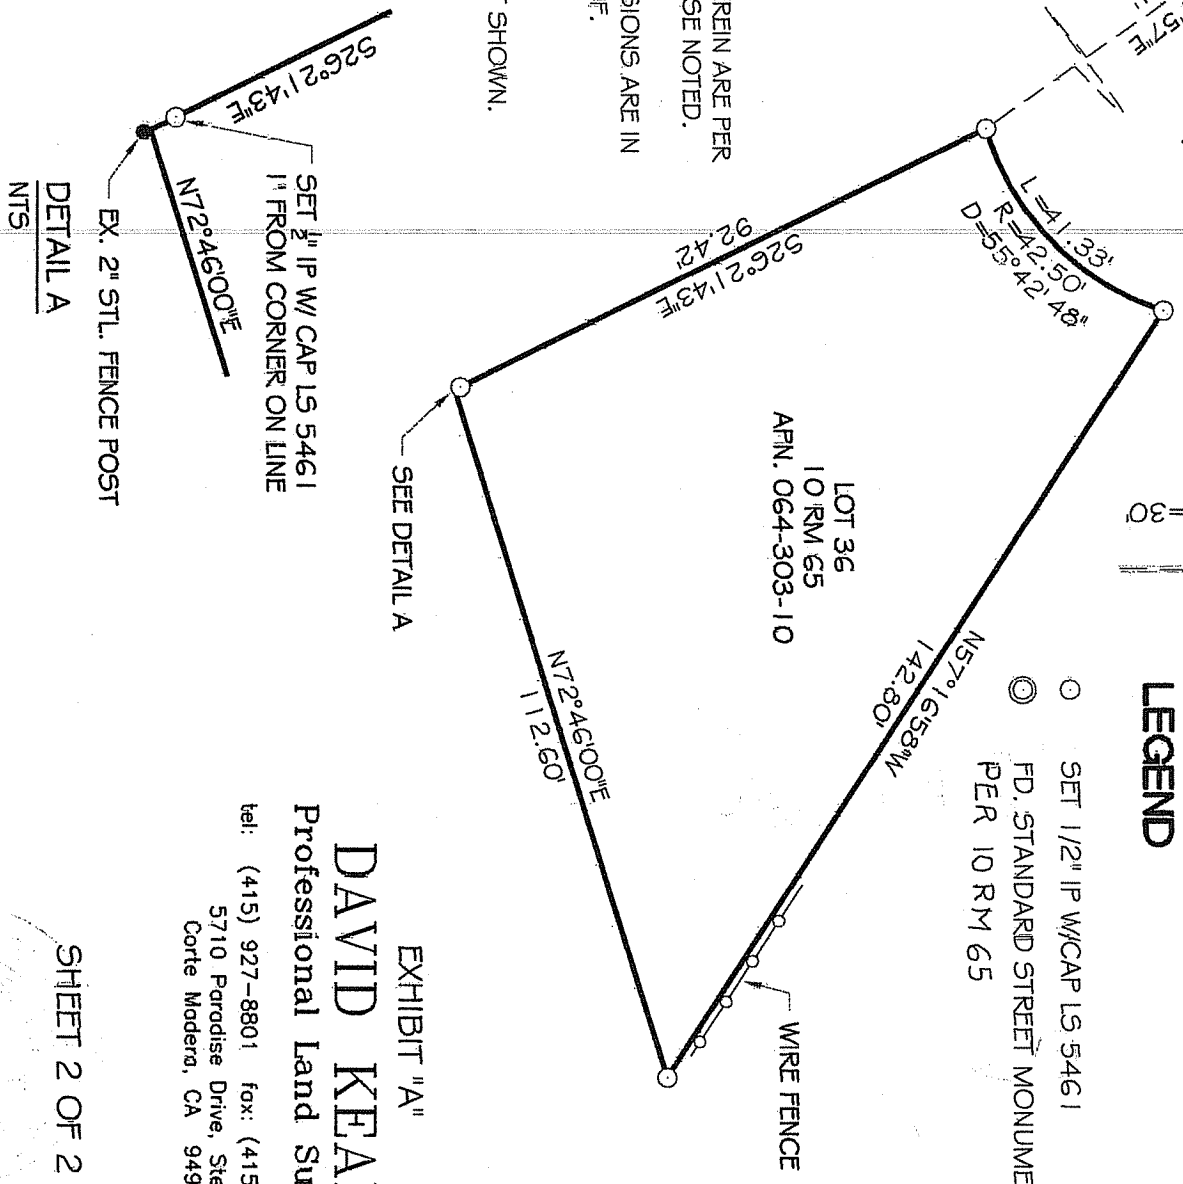 57"E
REIN ARE PER
SE NOTED.
SIONS ARE IN
F.
T SHOWN.
L=41.33'
R=42.50'
D=55°42'48"
S26°21'43"E
92.42'
LOT 36
10 RM 65
APN. 064-303-10
N57°16'58"W
142.80'
N72°46'00"E
112.60'
SEE DETAIL A
WIRE FENCE
=30'
LEGEND
SET 1/2" IP W/CAP LS 5461
FD. STANDARD STREET MONUME
PER 10 RM 65
S26°21'43"E
SET 1/2" IP W/ CAP LS 5461
1" FROM CORNER ON LINE
N72°46'00"E
EX. 2" STL. FENCE POST
DETAIL A
NTS
EXHIBIT "A"
DAVID KEA
Professional Land Su
tel: (415) 927-8801 fax: (415
5710 Paradise Drive, Ste
Corte Madera, CA 949
SHEET 2 OF 2